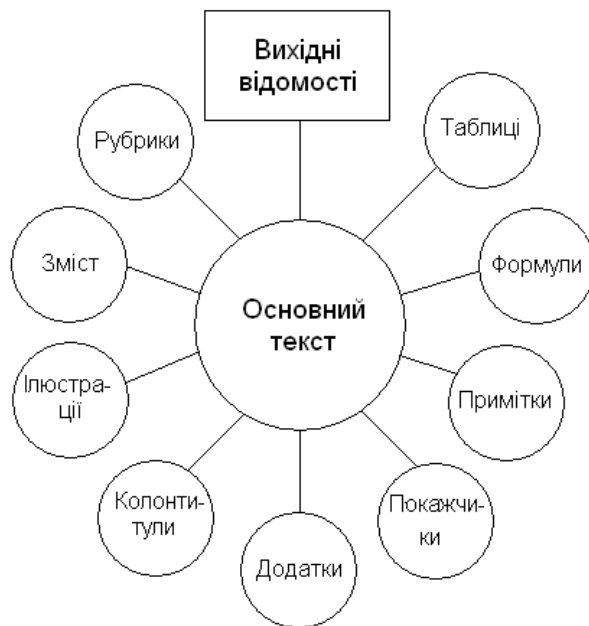 Вихідні
відомості
Таблиці
Рубрики
Зміст
Формули
Основний
текст
Ілюстра-
ції
Примітки
Колонти-
тули
Покажчи-
ки
Додатки